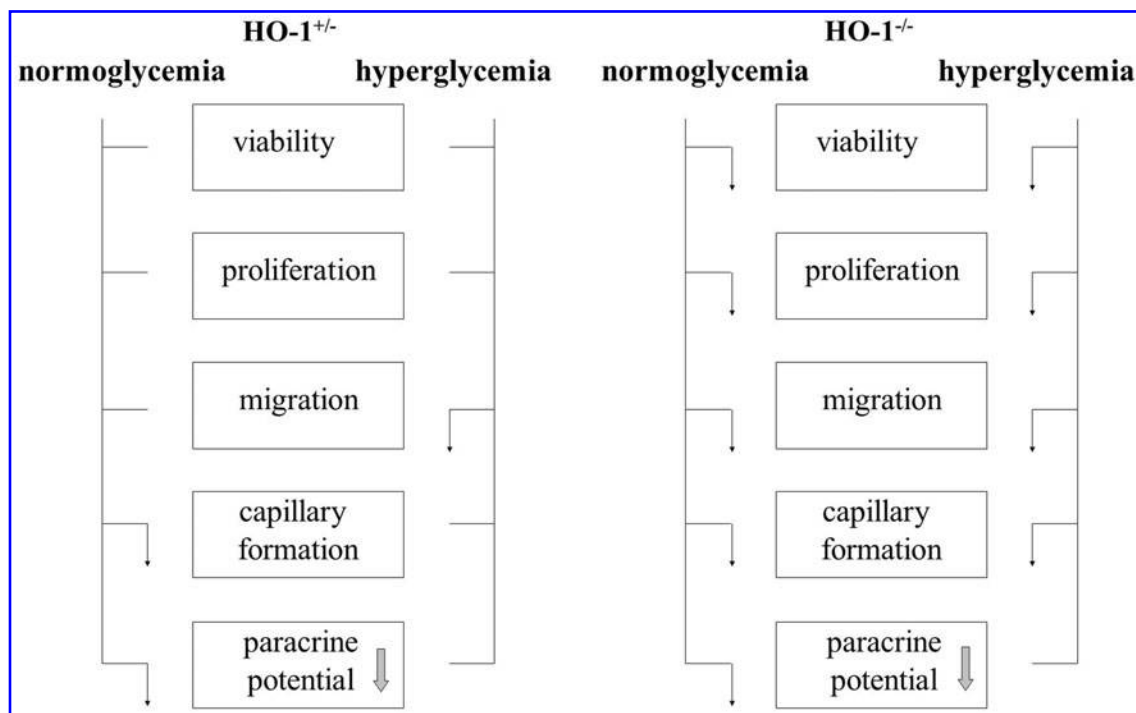 HO-1+/-
normoglycemia
hyperglycemia
viability
proliferation
migration
capillary
formation
paracrine
potential
HO-1-/-
normoglycemia
hyperglycemia
viability
proliferation
migration
capillary
formation
paracrine
potential